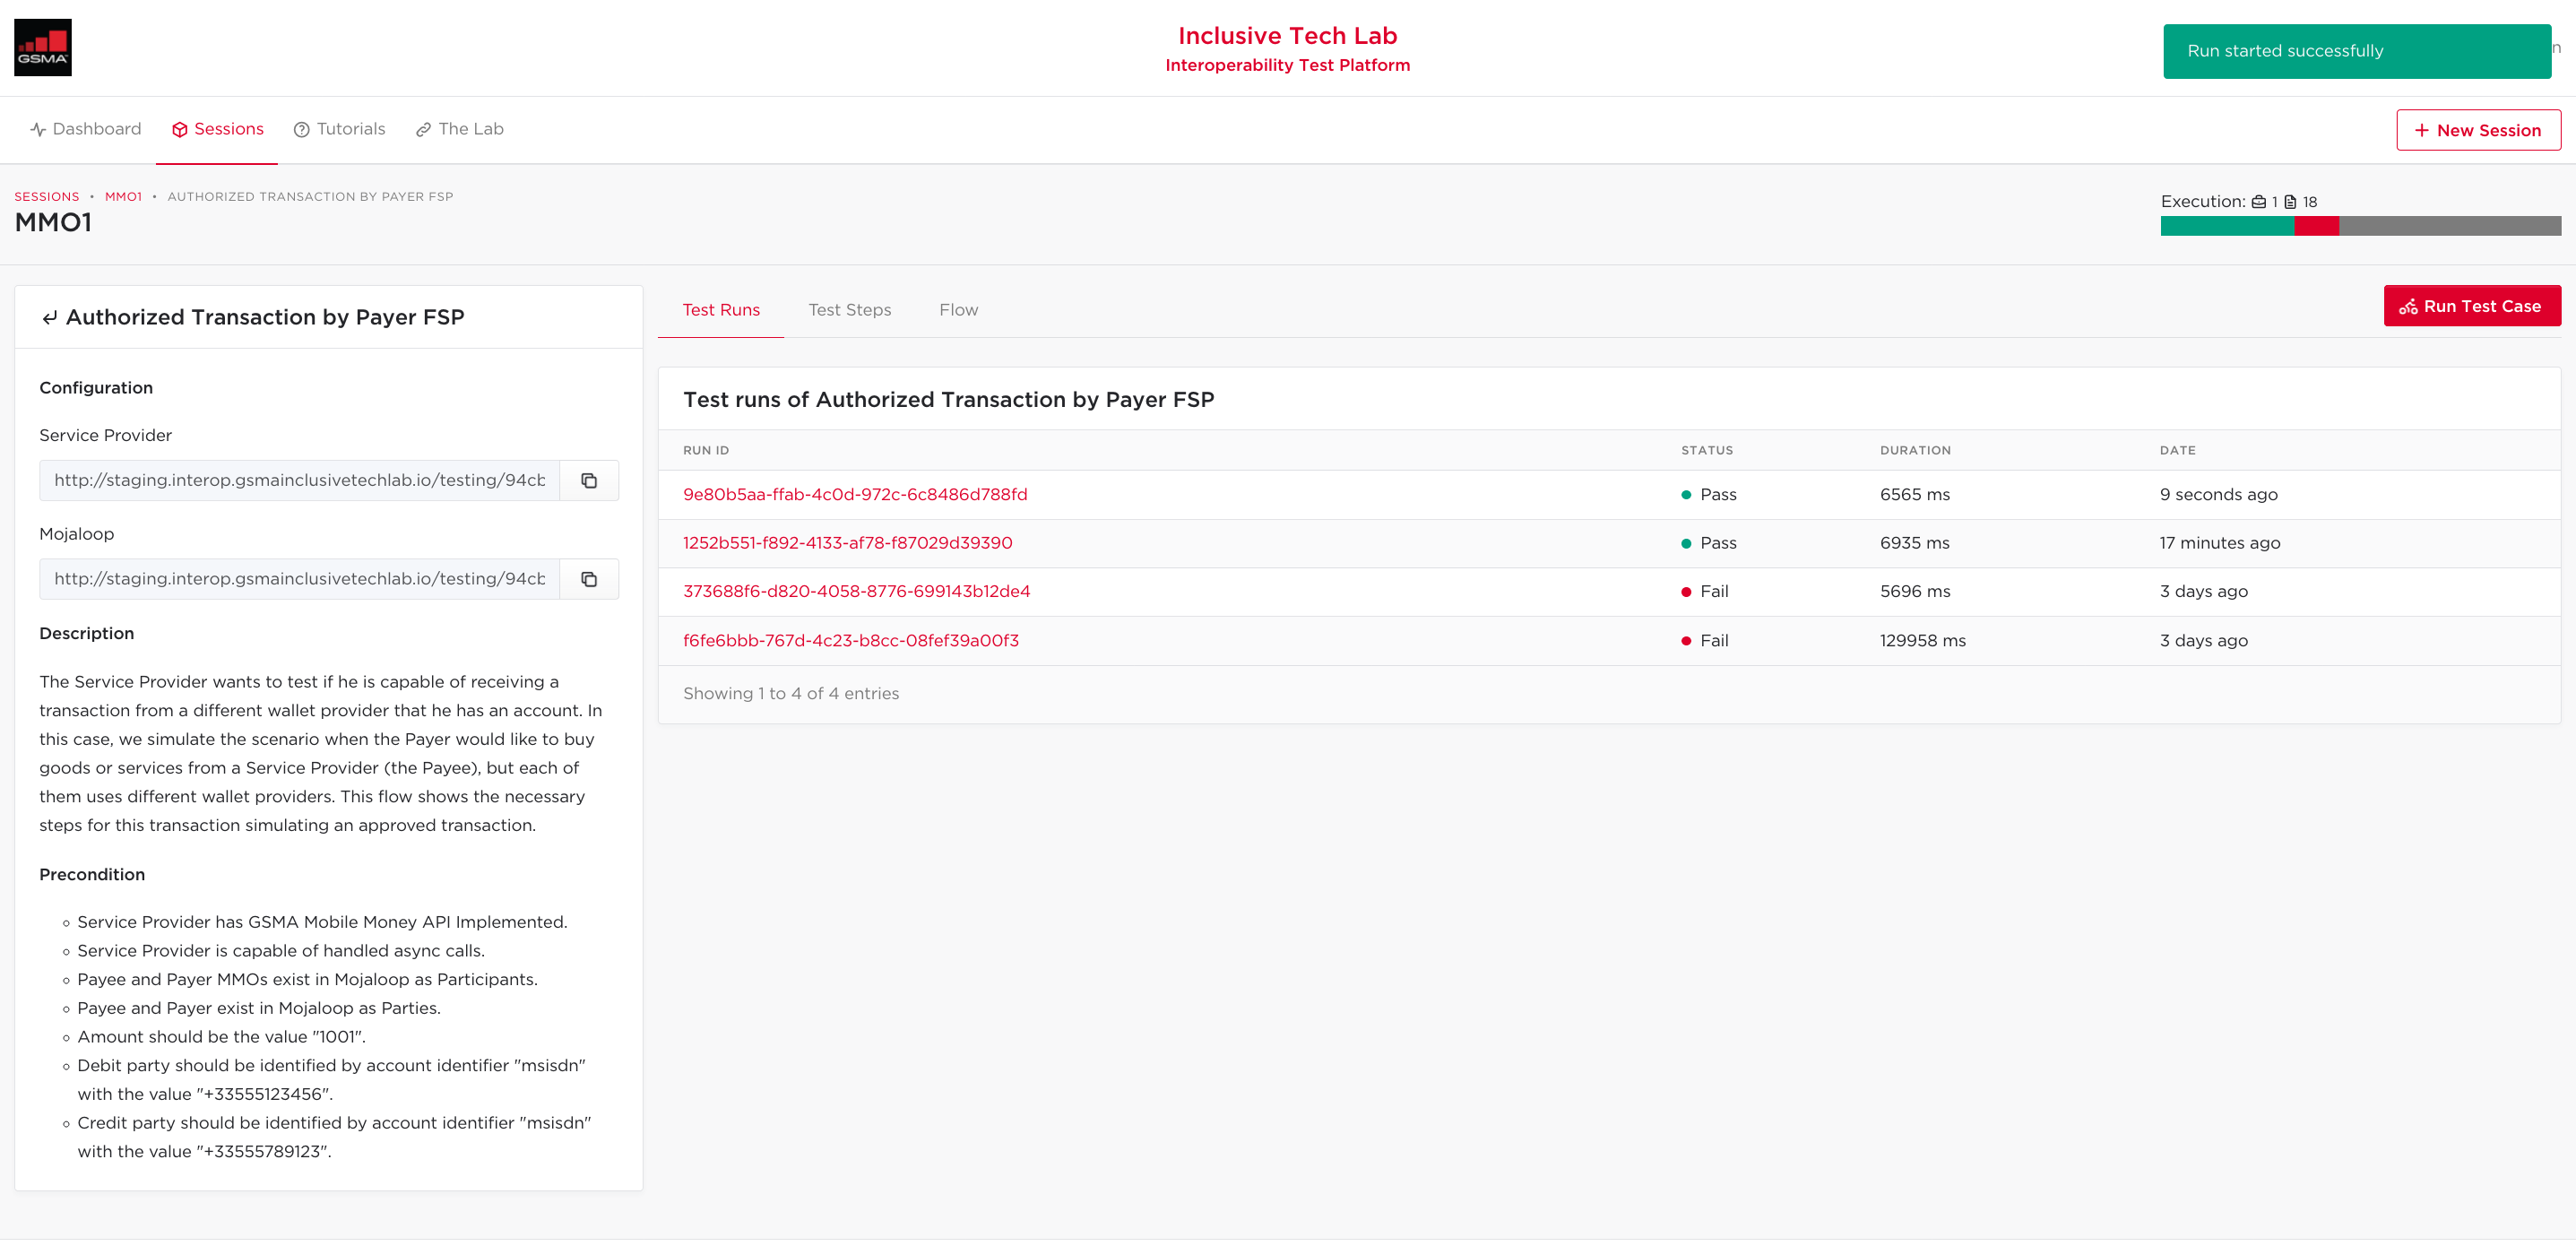 GSMA
Inclusive Tech Lab
Interoperability Test Platform
Run started successfully
n
Dashboard
Sessions
Tutorials
The Lab
New Session
SESSIONS • MMO1 • AUTHORIZED TRANSACTION BY PAYER FSP
MMO1
Execution: 1 18
Authorized Transaction by Payer FSP
Configuration
Service Provider
http://staging.interop.gsmainclusivetechlab.io/testing/94cb
Mojaloop
http://staging.interop.gsmainclusivetechlab.io/testing/94cb
Description
The Service Provider wants to test if he is capable of receiving a
transaction from a different wallet provider that he has an account. In
this case, we simulate the scenario when the Payer would like to buy
goods or services from a Service Provider (the Payee), but each of
them uses different wallet providers. This flow shows the necessary
steps for this transaction simulating an approved transaction.
Precondition
Service Provider has GSMA Mobile Money API Implemented.
Service Provider is capable of handled async calls.
Payee and Payer MMOs exist in Mojaloop as Participants.
Payee and Payer exist in Mojaloop as Parties.
Amount should be the value "1001".
Debit party should be identified by account identifier "msisdn"
with the value "+33555123456".
Credit party should be identified by account identifier "msisdn"
with the value "+33555789123".
Test Runs
Test Steps
Flow
Run Test Case
Test runs of Authorized Transaction by Payer FSP
RUN ID STATUS DURATION DATE
9e80b5aa-ffab-4c0d-972c-6c8486d788fd Pass 6565 ms 9 seconds ago
1252b551-f892-4133-af78-f87029d39390 Pass 6935 ms 17 minutes ago
373688f6-d820-4058-8776-699143b12de4 Fail 5696 ms 3 days ago
f6fe6bbb-767d-4c23-b8cc-08fef39a00f3 Fail 129958 ms 3 days ago
Showing 1 to 4 of 4 entries